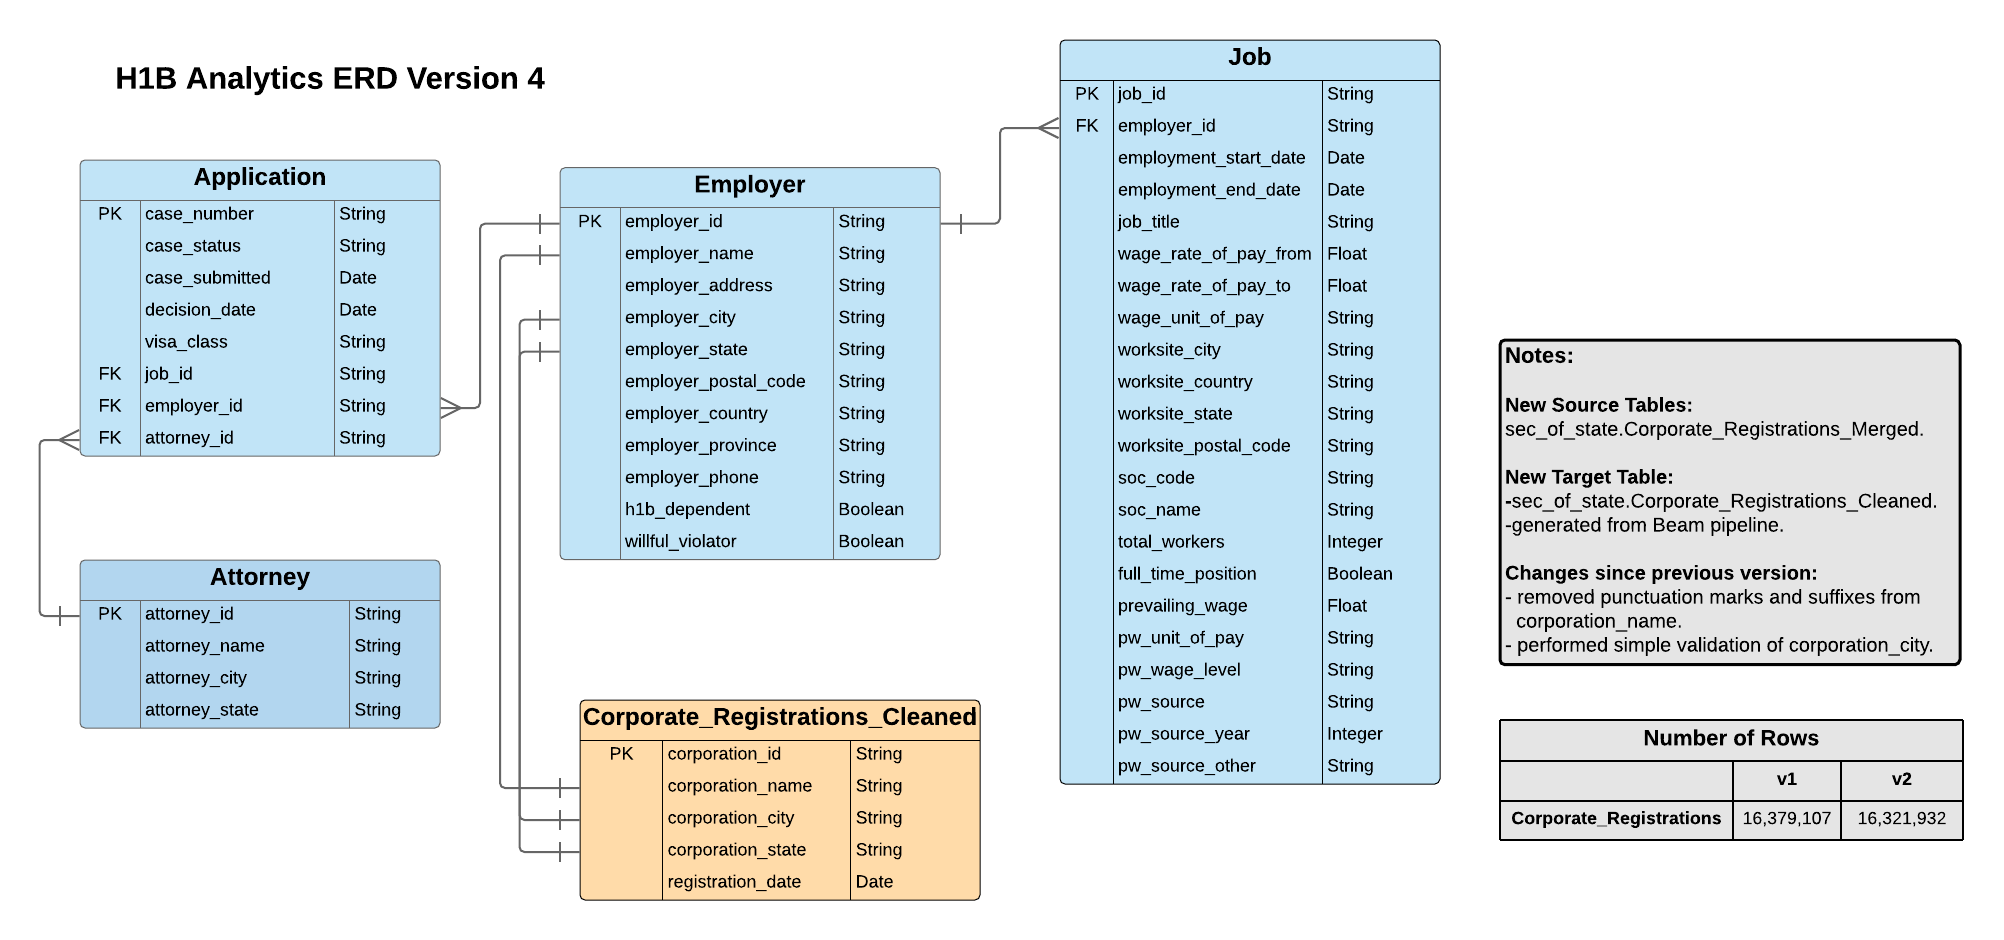 H1B Analytics ERD Version 4
Application
PK case_number String
case_status String
case_submitted Date
decision_date Date
visa_class String
FK job_id String
FK employer_id String
FK attorney_id String
Attorney
PK attorney_id String
attorney_name String
attorney_city String
attorney_state String
Employer
PK employer_id String
employer_name String
employer_address String
employer_city String
employer_state String
employer_postal_code String
employer_country String
employer_province String
employer_phone String
h1b_dependent Boolean
willful_violator Boolean
Corporate_Registrations_Cleaned
PK corporation_id String
corporation_name String
corporation_city String
corporation_state String
registration_date Date
Job
PK job_id String
FK employer_id String
employment_start_date Date
employment_end_date Date
job_title String
wage_rate_of_pay_from Float
wage_rate_of_pay_to Float
wage_unit_of_pay String
worksite_city String
worksite_country String
worksite_state String
worksite_postal_code String
soc_code String
soc_name String
total_workers Integer
full_time_position Boolean
prevailing_wage Float
pw_unit_of_pay String
pw_wage_level String
pw_source String
pw_source_year Integer
pw_source_other String
Notes:
New Source Tables:
sec_of_state.Corporate_Registrations_Merged.
New Target Table:
-sec_of_state.Corporate_Registrations_Cleaned.
-generated from Beam pipeline.
Changes since previous version:
- removed punctuation marks and suffixes from
corporation_name.
- performed simple validation of corporation_city.
Number of Rows
v1 v2
Corporate_Registrations 16,379,107 16,321,932